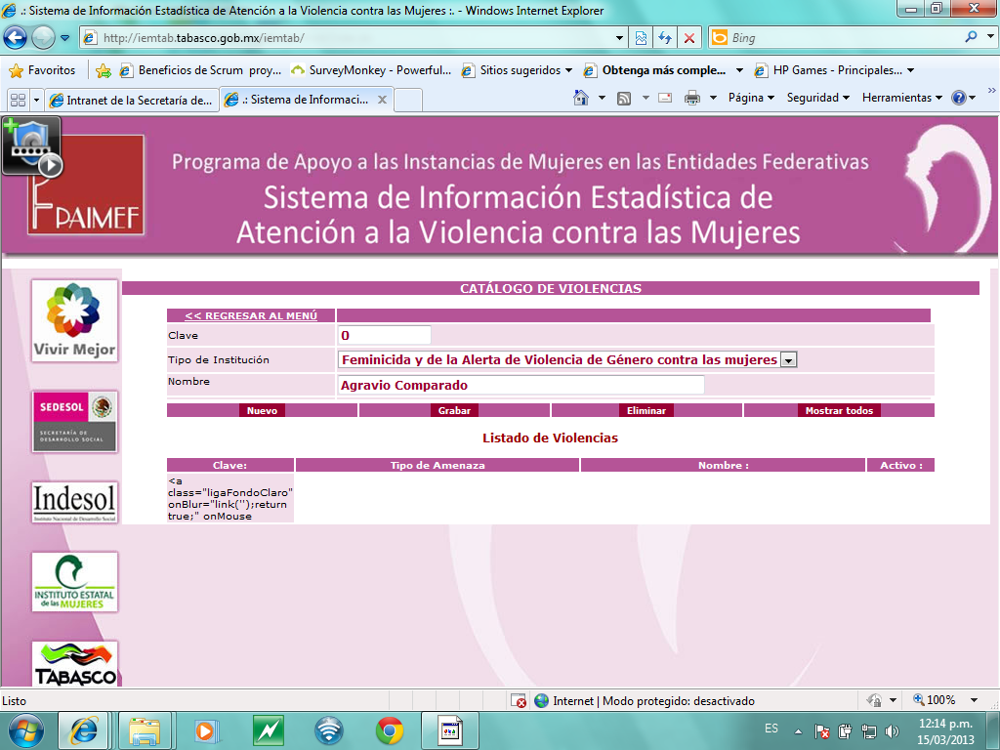 .: Sistema de Información Estadística de Atención a la Violencia contra las Mujeres :. - Windows Internet Explorer
http://iemtab.tabasco.gob.mx/iemtab/
Bing
Favoritos
Beneficios de Scrum proy...
SurveyMonkey - Powerful...
Sitios sugeridos
Obtenga más comple...
HP Games - Principales...
Intranet de la Secretaría de...
.: Sistema de Informaci...
Página
Seguridad
Herramientas
PAIMEF
Programa de Apoyo a las Instancias de Mujeres en las Entidades Federativas
Sistema de Información Estadística de
Atención a la Violencia contra las Mujeres
Vivir Mejor
SEDESOL
SECRETARÍA DE
DESARROLLO SOCIAL
Indesol
Instituto Nacional de Desarrollo Social
INSTITUTO ESTATAL
de las MUJERES
TABASCO
CATÁLOGO DE VIOLENCIAS
<< REGRESAR AL MENÚ
Clave
0
Tipo de Institución
Feminicida y de la Alerta de Violencia de Género contra las mujeres
Nombre
Agravio Comparado
Nuevo
Grabar
Eliminar
Mostrar todos
Listado de Violencias
Clave:
Tipo de Amenaza
Nombre :
Activo :
<a
class="ligaFondoClaro"
onBlur="link('');return
true;" onMouse
Listo
Internet | Modo protegido: desactivado
100%
ES
12:14 p.m.
15/03/2013